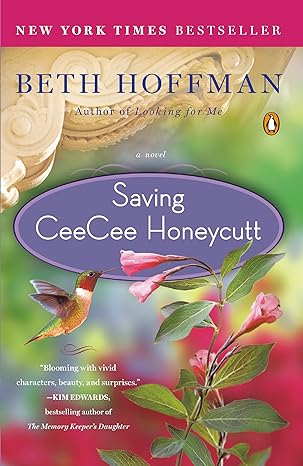 NEW YORK TIMES BESTSELLER
BETH HOFFMAN
Author of Looking for Me
a novel
Saving
CeeCee Honeycutt
"Blooming with vivid
characters, beauty, and surprises."
—KIM EDWARDS,
bestselling author of
The Memory Keeper's Daughter